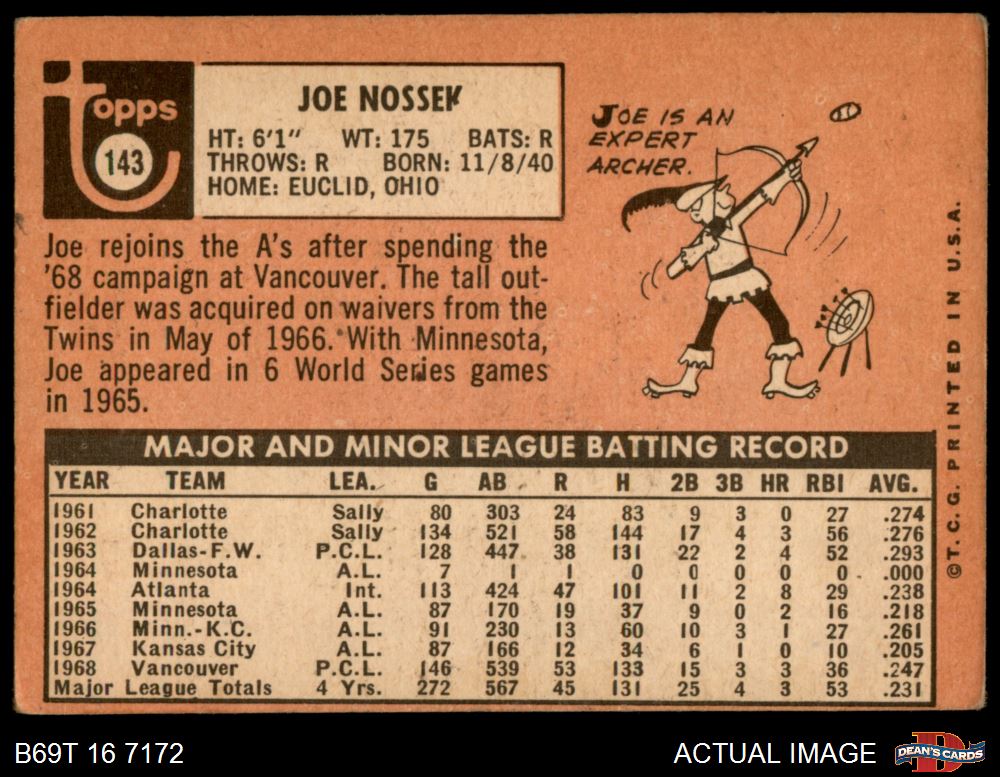 Topps
143
JOE NOSSEK
HT: 6'1" WT: 175 BATS: R
THROWS: R BORN: 11/8/40
HOME: EUCLID, OHIO
JOE IS AN
EXPERT
ARCHER.
Joe rejoins the A's after spending the
'68 campaign at Vancouver. The tall out-
fielder was acquired on waivers from the
Twins in May of 1966. With Minnesota,
Joe appeared in 6 World Series games
in 1965.
MAJOR AND MINOR LEAGUE BATTING RECORD
YEAR TEAM LEA. G AB R H 2B 3B HR RBI AVG.
1961 Charlotte Sally 80 303 24 83 9 3 0 27 .274
1962 Charlotte Sally 134 521 58 144 17 4 3 56 .276
1963 Dallas-F.W. P.C.L. 128 447 38 131 22 2 4 52 .293
1964 Minnesota A.L. 7 1 1 0 0 0 0 0 .000
1964 Atlanta Int. 113 424 47 101 11 2 8 29 .238
1965 Minnesota A.L. 87 170 19 37 9 0 2 16 .218
1966 Minn.-K.C. A.L. 91 230 13 60 10 3 1 27 .261
1967 Kansas City A.L. 87 166 12 34 6 1 0 10 .205
1968 Vancouver P.C.L. 146 539 53 133 15 3 3 36 .247
Major League Totals 4 Yrs. 272 567 45 131 25 4 3 53 .231
©T.C.G. PRINTED IN U.S.A.
B69T 16 7172
ACTUAL IMAGE
DEAN'S CARDS